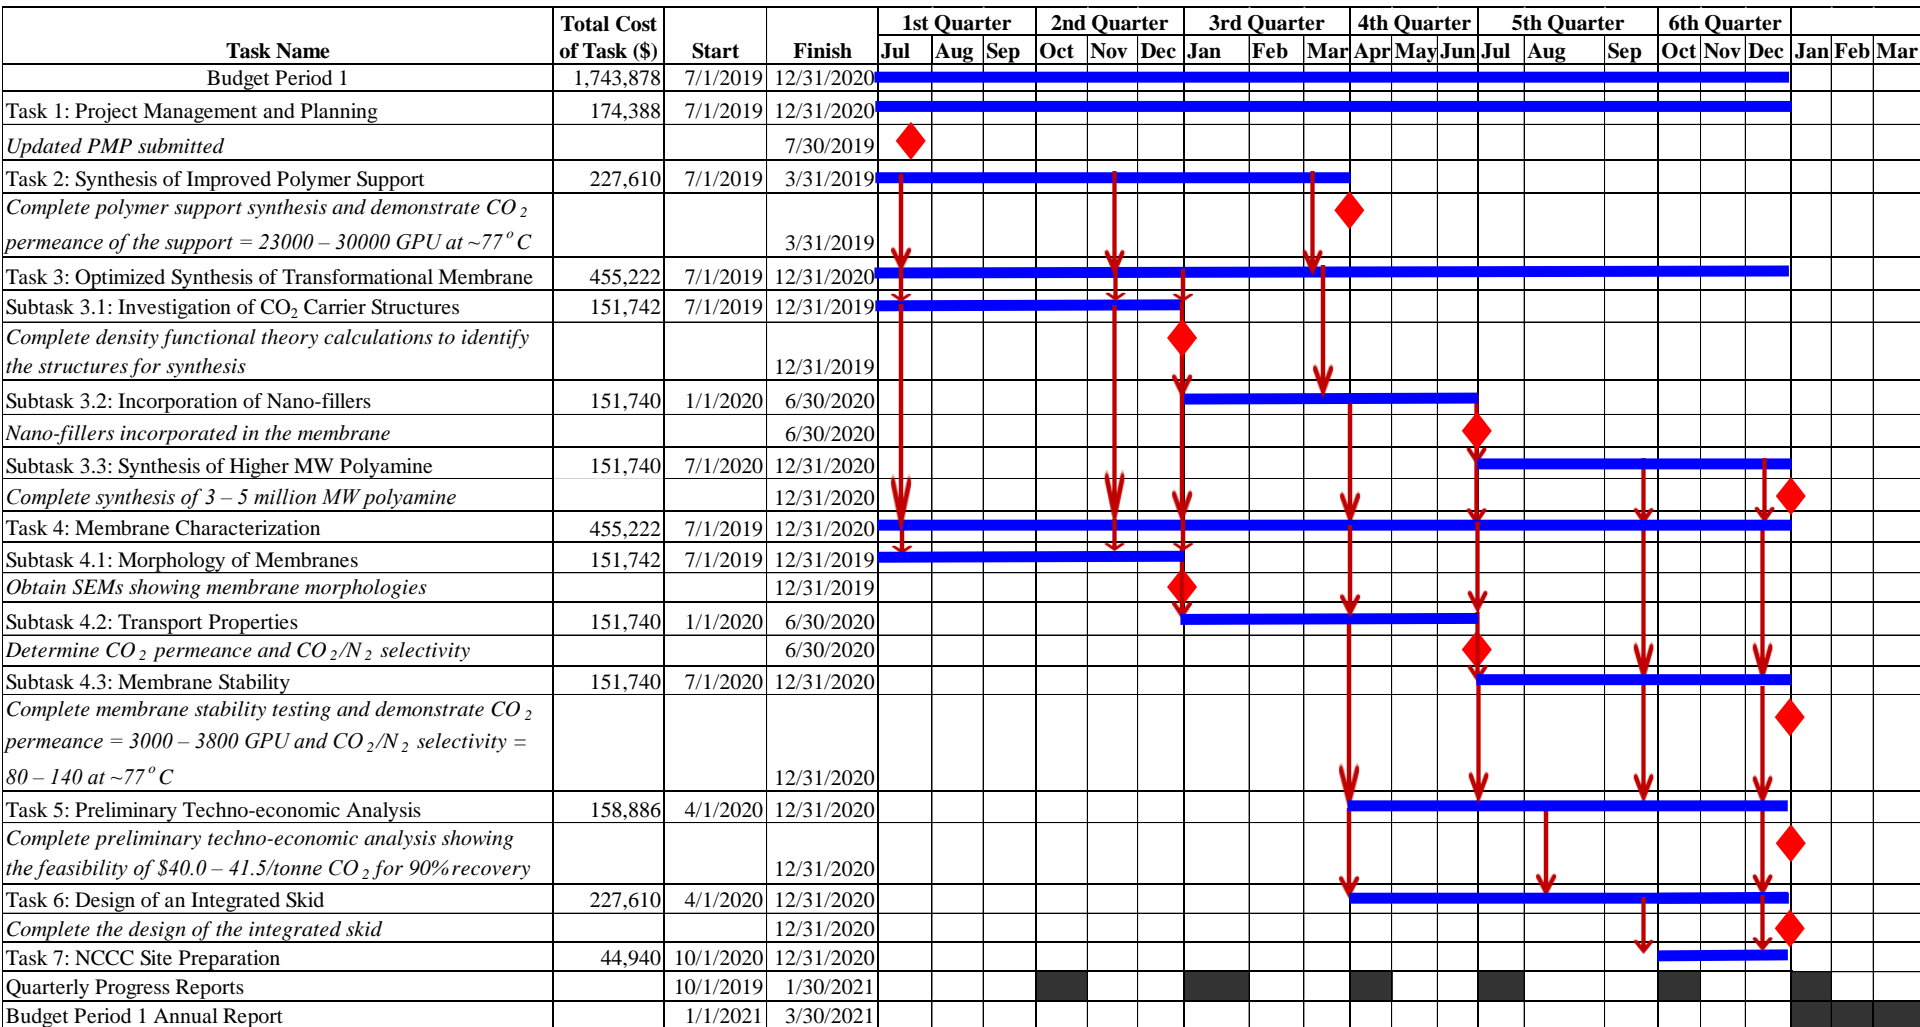 Total Cost 1st Quarter 2nd Quarter 3rd Quarter 4th Quarter 5th Quarter 6th Quarter
Task Name of Task ($) Start Finish Jul Aug Sep Oct Nov Dec Jan Feb Mar Apr May Jun Jul Aug Sep Oct Nov Dec Jan Feb Mar
Budget Period 1 1,743,878 7/1/2019 12/31/2020
Task 1: Project Management and Planning 174,388 7/1/2019 12/31/2020
Updated PMP submitted 7/30/2019
Task 2: Synthesis of Improved Polymer Support 227,610 7/1/2019 3/31/2019
Complete polymer support synthesis and demonstrate CO2
permeance of the support = 23000 – 30000 GPU at ~77°C 3/31/2019
Task 3: Optimized Synthesis of Transformational Membrane 455,222 7/1/2019 12/31/2020
Subtask 3.1: Investigation of CO2 Carrier Structures 151,742 7/1/2019 12/31/2019
Complete density functional theory calculations to identify
the structures for synthesis 12/31/2019
Subtask 3.2: Incorporation of Nano-fillers 151,740 1/1/2020 6/30/2020
Nano-fillers incorporated in the membrane 6/30/2020
Subtask 3.3: Synthesis of Higher MW Polyamine 151,740 7/1/2020 12/31/2020
Complete synthesis of 3 – 5 million MW polyamine 12/31/2020
Task 4: Membrane Characterization 455,222 7/1/2019 12/31/2020
Subtask 4.1: Morphology of Membranes 151,742 7/1/2019 12/31/2019
Obtain SEMs showing membrane morphologies 12/31/2019
Subtask 4.2: Transport Properties 151,740 1/1/2020 6/30/2020
Determine CO2 permeance and CO2/N2 selectivity 6/30/2020
Subtask 4.3: Membrane Stability 151,740 7/1/2020 12/31/2020
Complete membrane stability testing and demonstrate CO2
permeance = 3000 – 3800 GPU and CO2/N2 selectivity =
80 – 140 at ~77°C 12/31/2020
Task 5: Preliminary Techno-economic Analysis 158,886 4/1/2020 12/31/2020
Complete preliminary techno-economic analysis showing
the feasibility of $40.0 – 41.5/tonne CO2 for 90% recovery 12/31/2020
Task 6: Design of an Integrated Skid 227,610 4/1/2020 12/31/2020
Complete the design of the integrated skid 12/31/2020
Task 7: NCCC Site Preparation 44,940 10/1/2020 12/31/2020
Quarterly Progress Reports 10/1/2019 1/30/2021
Budget Period 1 Annual Report 1/1/2021 3/30/2021